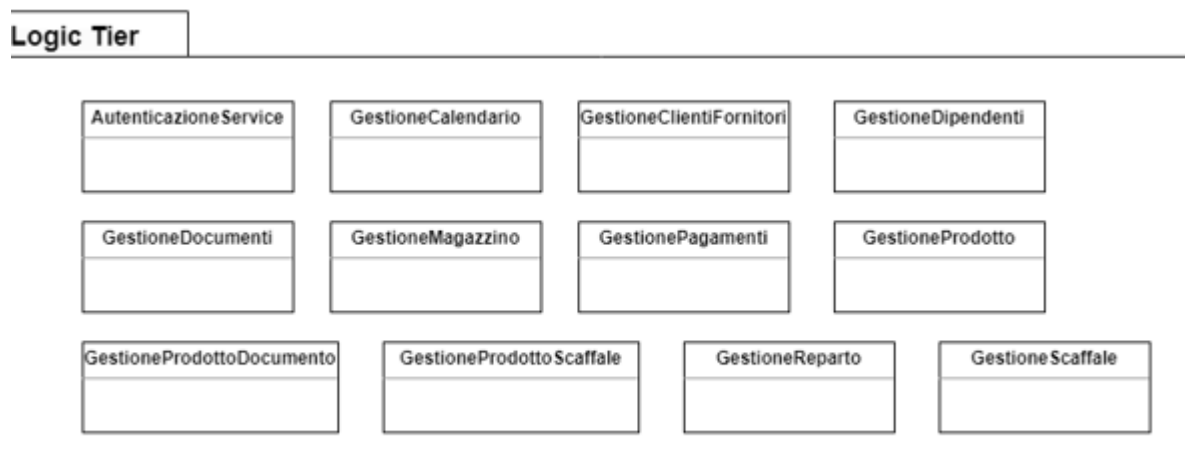 Logic Tier
AutenticazioneService
GestioneCalendario
GestioneClientiFornitori
GestioneDipendenti
GestioneDocumenti
GestioneMagazzino
GestionePagamenti
GestioneProdotto
GestioneProdottoDocumento
GestioneProdottoScaffale
GestioneReparto
GestioneScaffale